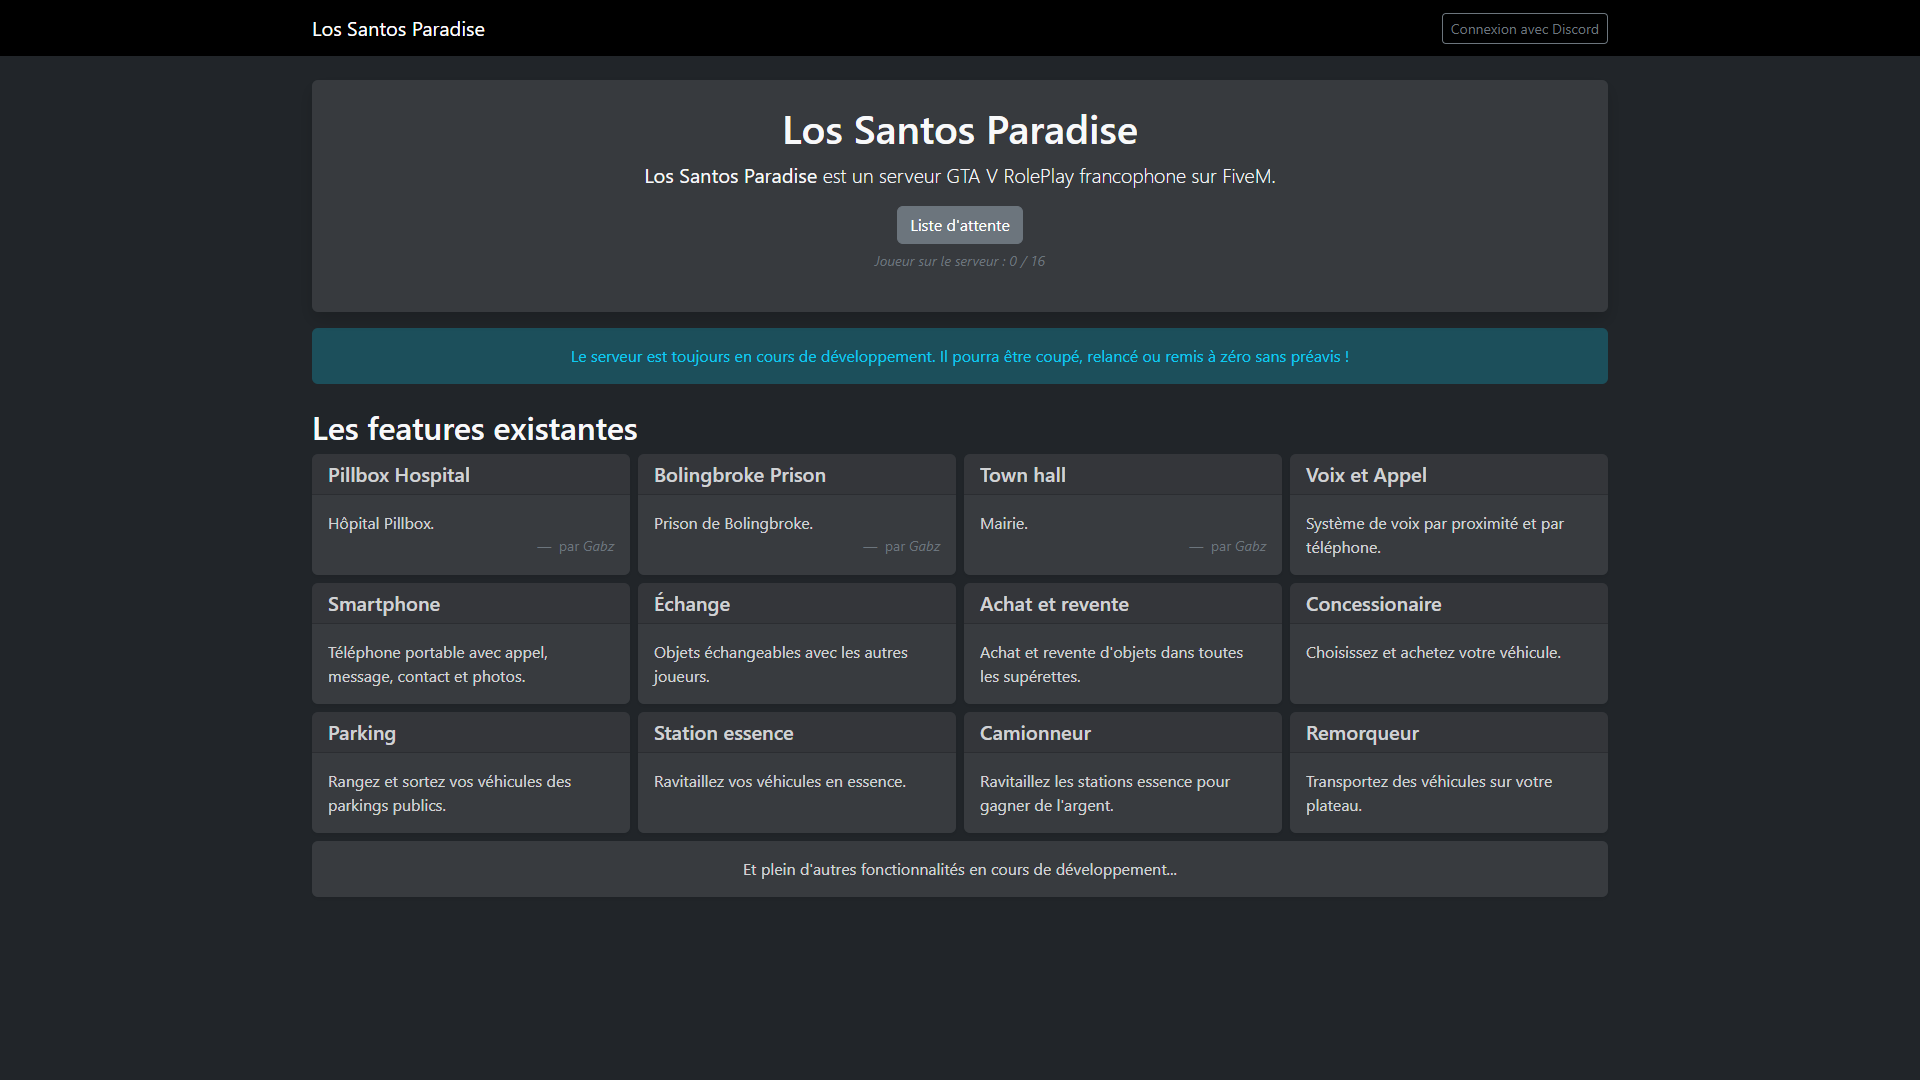 Los Santos Paradise
Connexion avec Discord
Los Santos Paradise
Los Santos Paradise est un serveur GTA V RolePlay francophone sur FiveM.
Liste d'attente
Joueur sur le serveur : 0 / 16
Le serveur est toujours en cours de développement. Il pourra être coupé, relancé ou remis à zéro sans préavis !
Les features existantes
Pillbox Hospital
Hôpital Pillbox.
— par Gabz
Bolingbroke Prison
Prison de Bolingbroke.
— par Gabz
Town hall
Mairie.
— par Gabz
Voix et Appel
Système de voix par proximité et par
téléphone.
Smartphone
Téléphone portable avec appel,
message, contact et photos.
Échange
Objets échangeables avec les autres
joueurs.
Achat et revente
Achat et revente d'objets dans toutes
les supérettes.
Concessionaire
Choisissez et achetez votre véhicule.
Parking
Rangez et sortez vos véhicules des
parkings publics.
Station essence
Ravitaillez vos véhicules en essence.
Camionneur
Ravitaillez les stations essence pour
gagner de l'argent.
Remorqueur
Transportez des véhicules sur votre
plateau.
Et plein d'autres fonctionnalités en cours de développement...